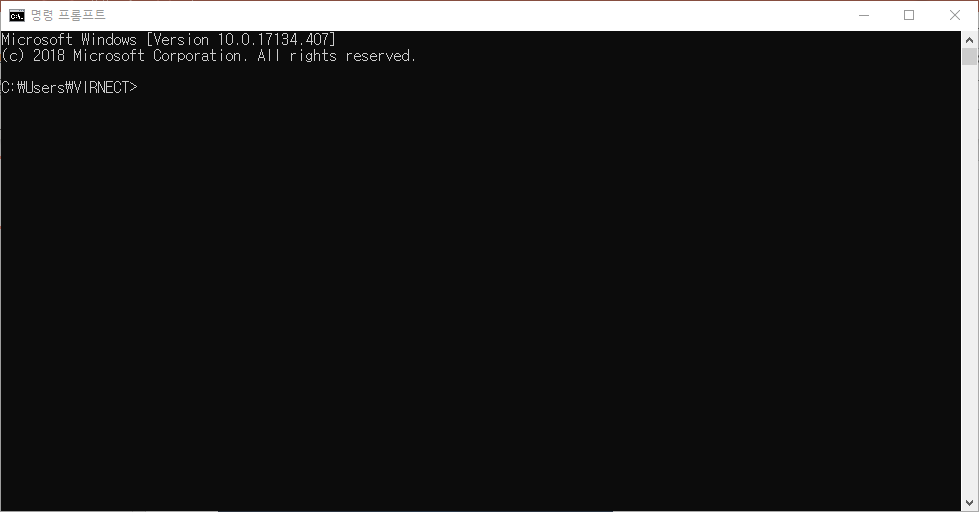 명령 프롬프트
Microsoft Windows [Version 10.0.17134.407]
(c) 2018 Microsoft Corporation. All rights reserved.
C:₩Users₩VIRNECT>